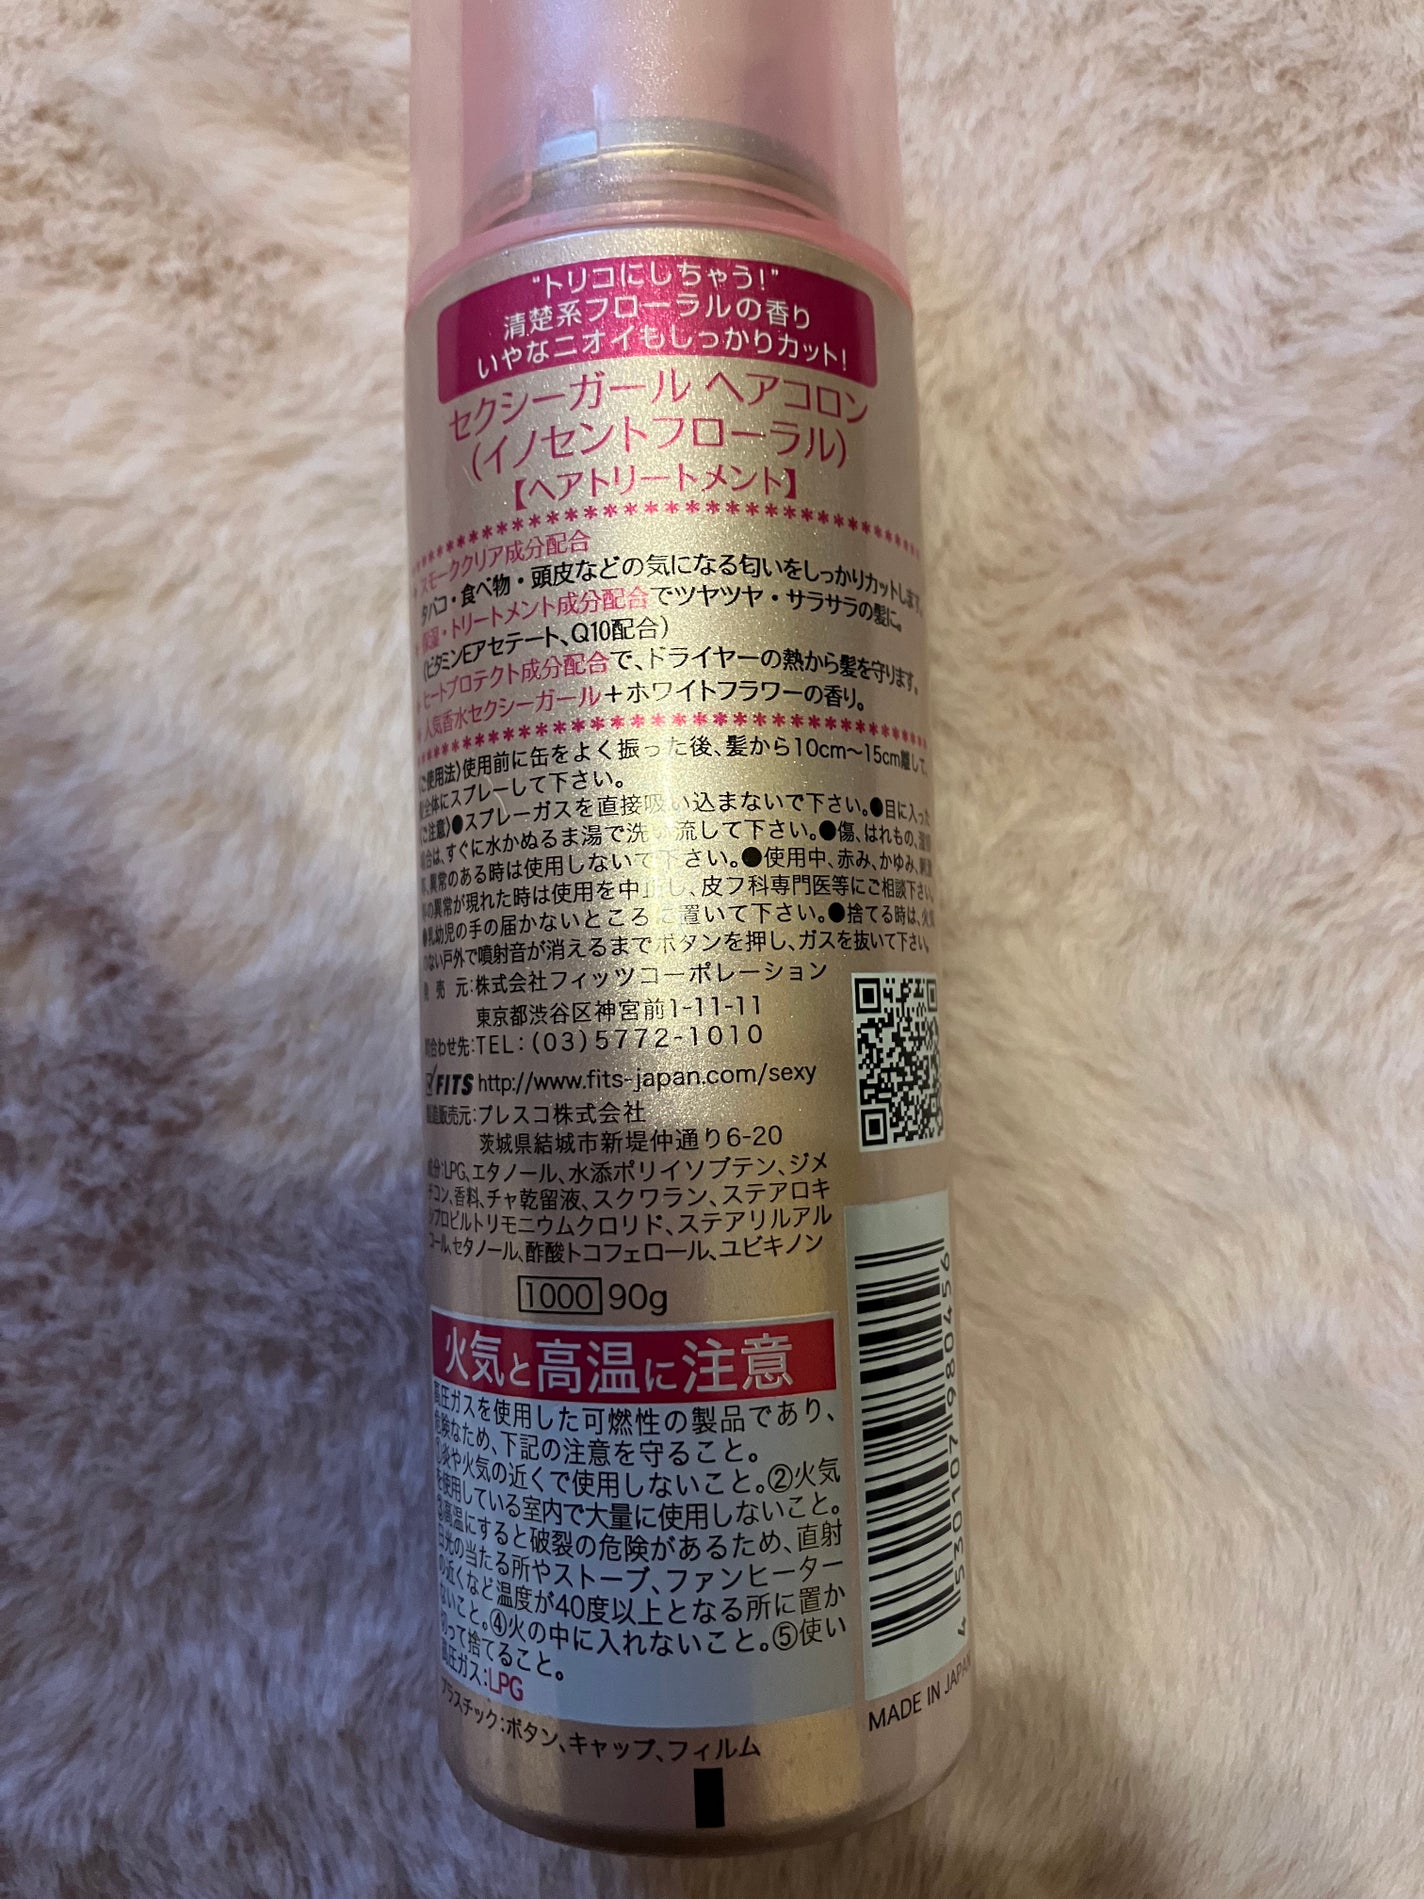 “トリコにしちゃう!”
清楚系フローラルの香り
いやなニオイもしっかりカット!
セクシーガール ヘアコロン
(イノセントフローラル)
【ヘアトリートメント】
スモーククリア成分配合
タバコ・食べ物・頭皮などの気になる匂いをしっかりカットします。
保湿・トリートメント成分配合でツヤツヤ・サラサラの髪に。
(ビタミンEアセテート、Q10配合)
ヒートプロテクト成分配合で、ドライヤーの熱から髪を守ります。
人気香水セクシーガール+ホワイトフラワーの香り。
ご使用法〉使用前に缶をよく振った後、髪から10cm〜15cm離して、
全体にスプレーして下さい。
ご注意〉●スプレーガスを直接吸い込まないで下さい。●目に入った
合は、すぐに水かぬるま湯で洗い流して下さい。●傷、はれもの、湿疹
異常のある時は使用しないで下さい。●使用中、赤み、かゆみ、刺激
の異常が現れた時は使用を中止し、皮フ科専門医等にご相談下さい。
●乳幼児の手の届かないところに置いて下さい。●捨てる時は、火気
のない戸外で噴射音が消えるまでボタンを押し、ガスを抜いて下さい。
発 売 元:株式会社フィッツコーポレーション
東京都渋谷区神宮前1-11-11
合わせ先:TEL:(03)5772-1010
FITS http://www.fits-japan.com/sexy
製造販売元:プレスコ株式会社
茨城県結城市新堤仲通り6-20
成分:LPG、エタノール、水添ポリイソブテン、ジメ
チコン、香料、チャ乾留液、スクワラン、ステアロキ
シプロピルトリモニウムクロリド、ステアリルアル
コール、セタノール、酢酸トコフェロール、ユビキノン
1000 90g
火気と高温に注意
高圧ガスを使用した可燃性の製品であり、
危険なため、下記の注意を守ること。
①炎や火気の近くで使用しないこと。②火気
を使用している室内で大量に使用しないこと。
③高温にすると破裂の危険があるため、直射
日光の当たる所やストーブ、ファンヒーター
の近くなど温度が40度以上となる所に置か
ないこと。④火の中に入れないこと。⑤使い
切って捨てること。
高圧ガス:LPG
プラスチック:ボタン、キャップ、フィルム
4 530107 680456
MADE IN JAPAN